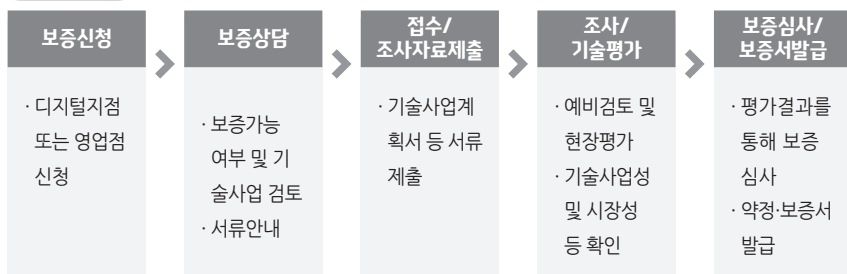 보증신청
· 디지털지점
또는 영업점
신청
보증상담
· 보증가능
여부 및 기
술사업 검토
· 서류안내
접수/
조사자료제출
· 기술사업계
획서 등 서류
제출
조사/
기술평가
· 예비검토 및
현장평가
· 기술사업성
및 시장성
등 확인
보증심사/
보증서발급
· 평가결과를
통해 보증
심사
· 약정·보증서
발급